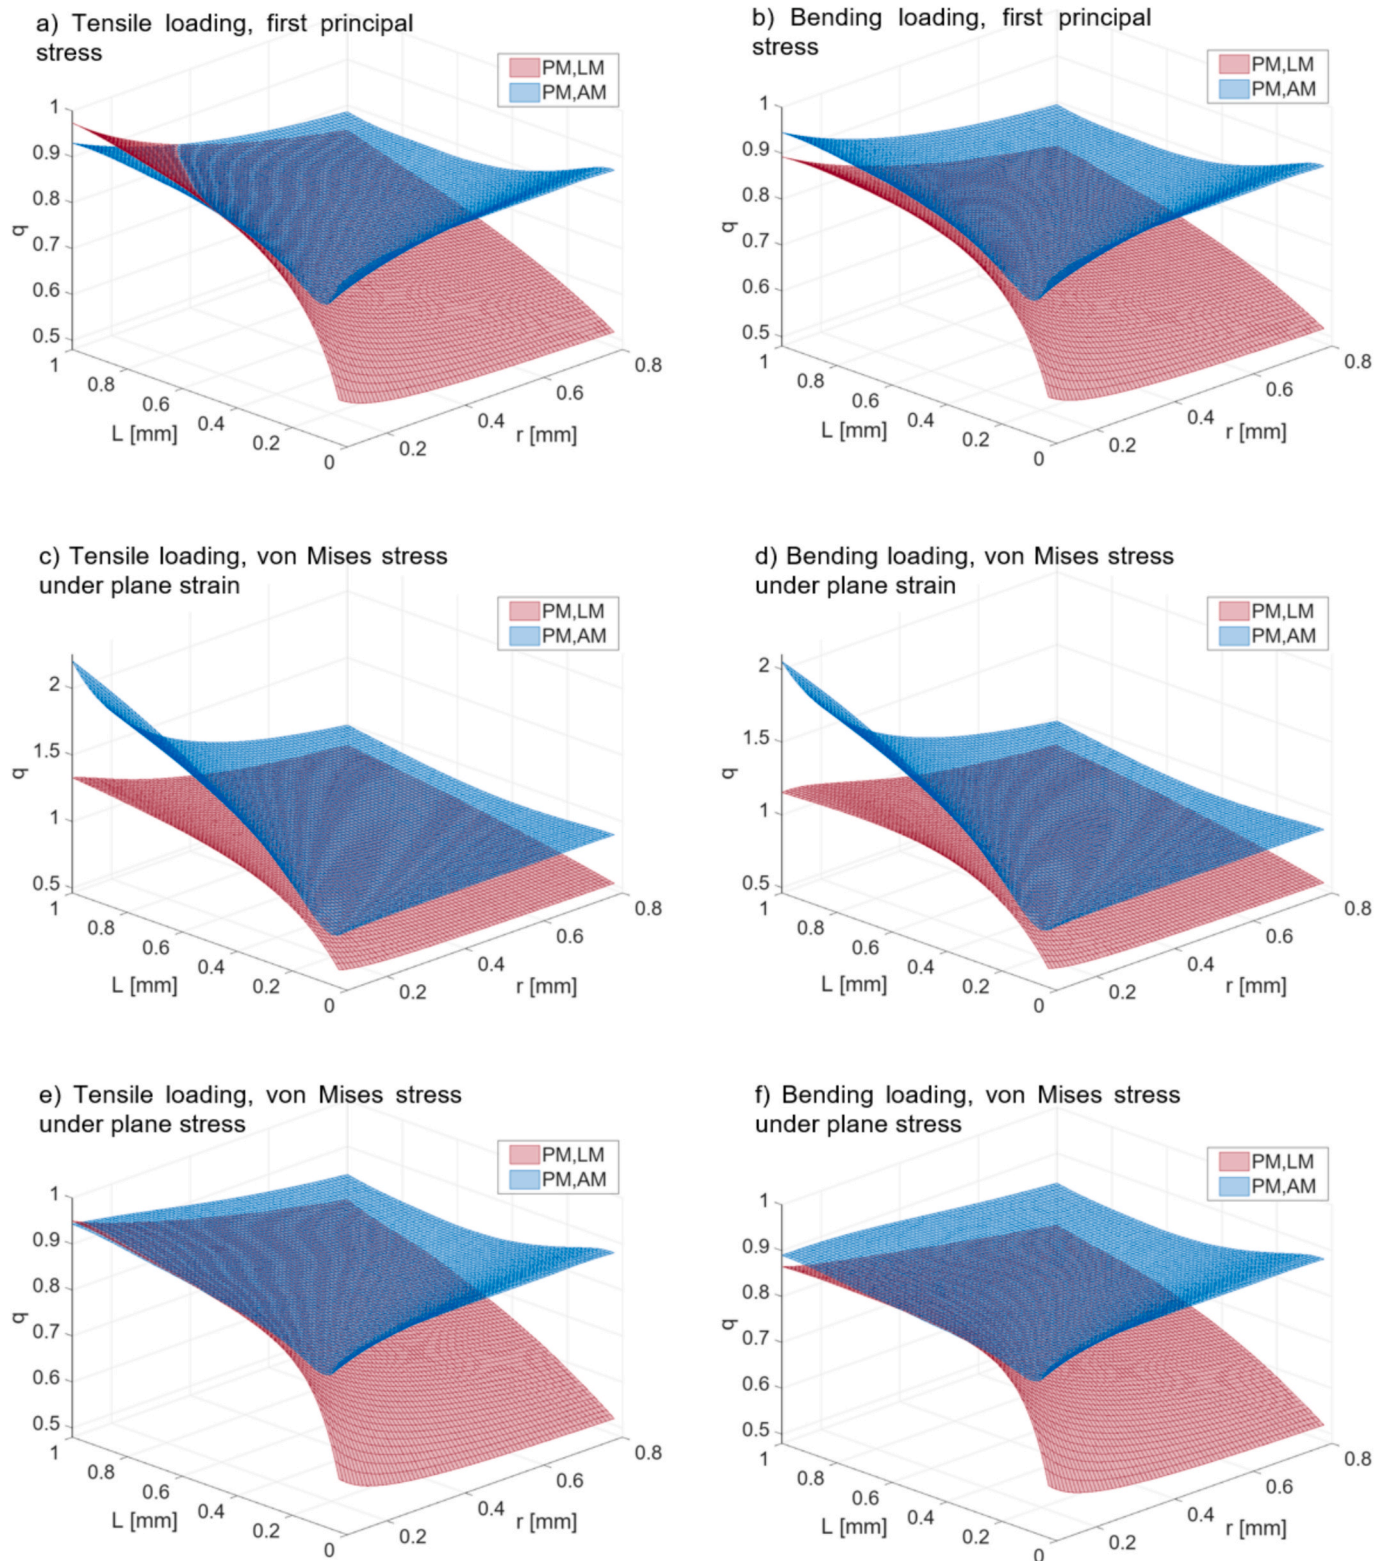 a) Tensile loading, first principal
stress
PM,LM
PM,AM
1
0.9
0.8
0.7
0.6
0.5
q
1
0.8
0.6
0.4
0.2
0
L [mm]
0.2
0.4
0.6
0.8
r [mm]
b) Bending loading, first principal
stress
PM,LM
PM,AM
1
0.9
0.8
0.7
0.6
0.5
q
1
0.8
0.6
0.4
0.2
0
L [mm]
0.2
0.4
0.6
0.8
r [mm]
c) Tensile loading, von Mises stress
under plane strain
PM,LM
PM,AM
2
1.5
1
0.5
q
1
0.8
0.6
0.4
0.2
0
L [mm]
0.2
0.4
0.6
0.8
r [mm]
d) Bending loading, von Mises stress
under plane strain
PM,LM
PM,AM
2
1.5
1
0.5
q
1
0.8
0.6
0.4
0.2
0
L [mm]
0.2
0.4
0.6
0.8
r [mm]
e) Tensile loading, von Mises stress
under plane stress
PM,LM
PM,AM
1
0.9
0.8
0.7
0.6
0.5
q
1
0.8
0.6
0.4
0.2
0
L [mm]
0.2
0.4
0.6
0.8
r [mm]
f) Bending loading, von Mises stress
under plane stress
PM,LM
PM,AM
1
0.9
0.8
0.7
0.6
0.5
q
1
0.8
0.6
0.4
0.2
0
L [mm]
0.2
0.4
0.6
0.8
r [mm]